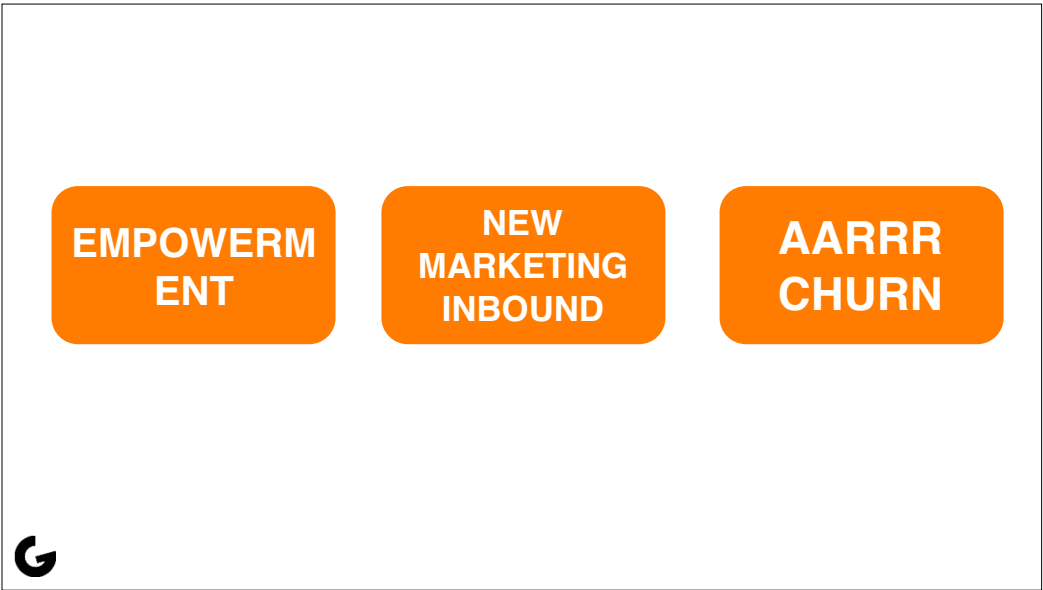 EMPOWERM
ENT
NEW
MARKETING
INBOUND
AARRR
CHURN
G